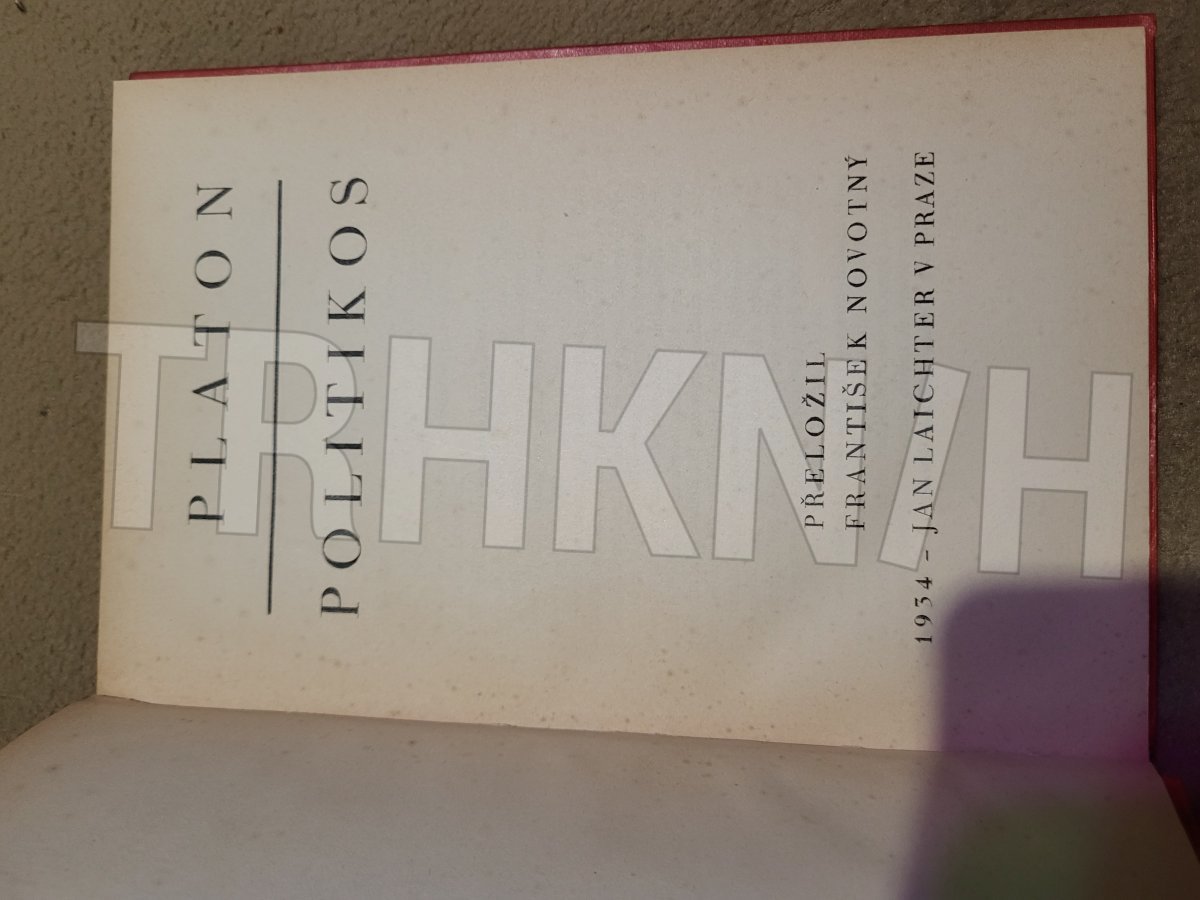 PLATON
POLITIKOS
PŘELOŽIL
FRANTIŠEK NOVOTNÝ
1934 - JAN LAICHTER V PRAZE
TRHKNIH